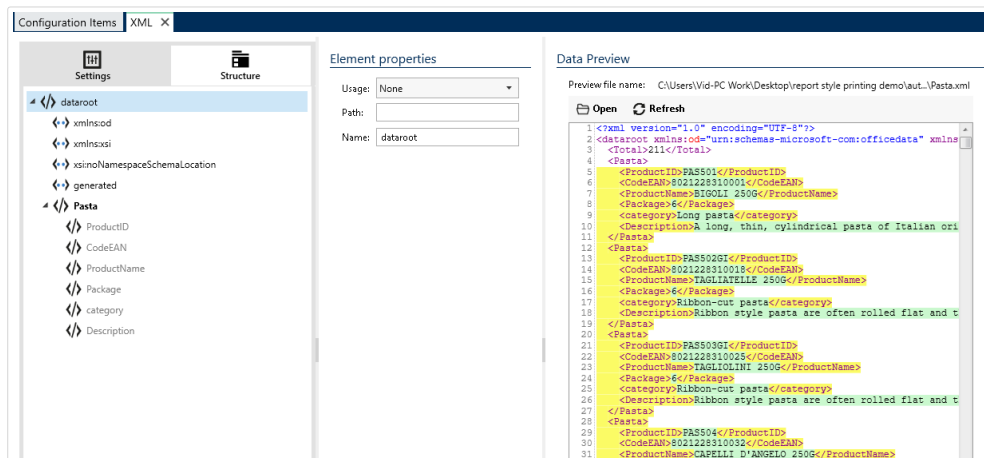 Configuration Items XML
Settings
Structure
dataroot
xmlns:od
xmlns:xsi
xsi:noNamespaceSchemaLocation
generated
Pasta
ProductID
CodeEAN
ProductName
Package
category
Description
Element properties
Usage: None
Path:
Name: dataroot
Data Preview
Preview file name: C:\Users\Vid-PC Work\Desktop\report style printing demo\aut...\Pasta.xml
Open Refresh
1 <?xml version="1.0" encoding="UTF-8"?>
2 <dataroot xmlns:od="urn:schemas-microsoft-com:officedata" xmlns
3 <Total>211</Total>
4 <Pasta>
5 <ProductID>PAS501</ProductID>
6 <CodeEAN>8021228310001</CodeEAN>
7 <ProductName>BIGOLI 250G</ProductName>
8 <Package>6</Package>
9 <category>Long pasta</category>
10 <Description>A long, thin, cylindrical pasta of Italian ori
11 </Pasta>
12 <Pasta>
13 <ProductID>PAS502GI</ProductID>
14 <CodeEAN>8021228310018</CodeEAN>
15 <ProductName>TAGLIATELLE 250G</ProductName>
16 <Package>6</Package>
17 <category>Ribbon-cut pasta</category>
18 <Description>Ribbon style pasta are often rolled flat and t
19 </Pasta>
20 <Pasta>
21 <ProductID>PAS503GI</ProductID>
22 <CodeEAN>8021228310025</CodeEAN>
23 <ProductName>TAGLIOLINI 250G</ProductName>
24 <Package>6</Package>
25 <category>Ribbon-cut pasta</category>
26 <Description>Ribbon style pasta are often rolled flat and t
27 </Pasta>
28 <Pasta>
29 <ProductID>PAS504</ProductID>
30 <CodeEAN>8021228310032</CodeEAN>
31 <ProductName>CAPELLI D'ANGELO 250G</ProductName>